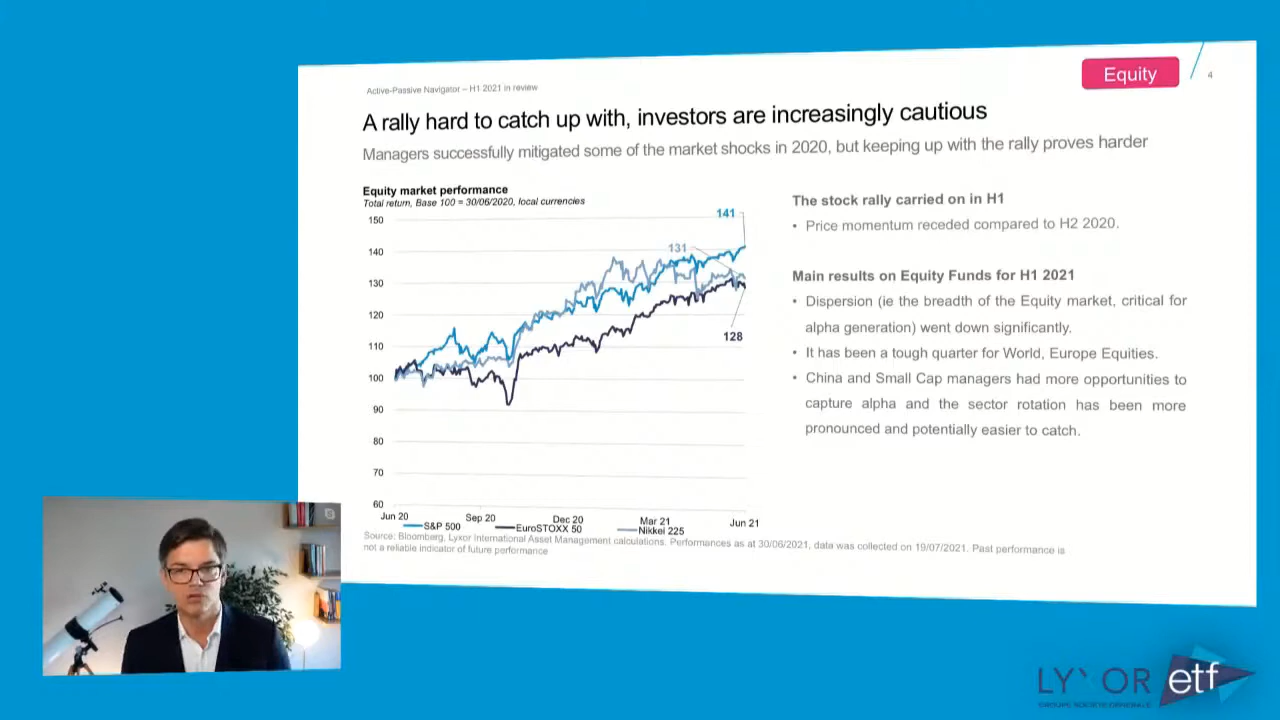 Equity
4
Active-Passive Navigator – H1 2021 in review
A rally hard to catch up with, investors are increasingly cautious
Managers successfully mitigated some of the market shocks in 2020, but keeping up with the rally proves harder
Equity market performance
Total return, Base 100 = 30/06/2020, local currencies
150
140
130
120
110
100
90
80
70
60
141
131
128
Jun 20
Sep 20
Dec 20
Mar 21
Jun 21
S&P 500
EuroSTOXX 50
Nikkei 225
The stock rally carried on in H1
• Price momentum receded compared to H2 2020.
Main results on Equity Funds for H1 2021
• Dispersion (ie the breadth of the Equity market, critical for
alpha generation) went down significantly.
• It has been a tough quarter for World, Europe Equities.
• China and Small Cap managers had more opportunities to
capture alpha and the sector rotation has been more
pronounced and potentially easier to catch.
Source: Bloomberg, Lyxor International Asset Management calculations. Performances as at 30/06/2021, data was collected on 19/07/2021. Past performance is
not a reliable indicator of future performance
LYXOR etf
GROUPE SOCIETE GENERALE